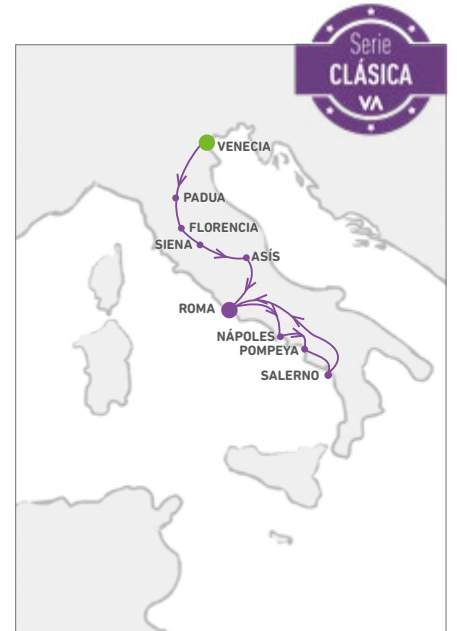 Serie
CLÁSICA
VA
VENECIA
PADUA
FLORENCIA
SIENA
ASÍS
ROMA
NÁPOLES
POMPEYA
SALERNO